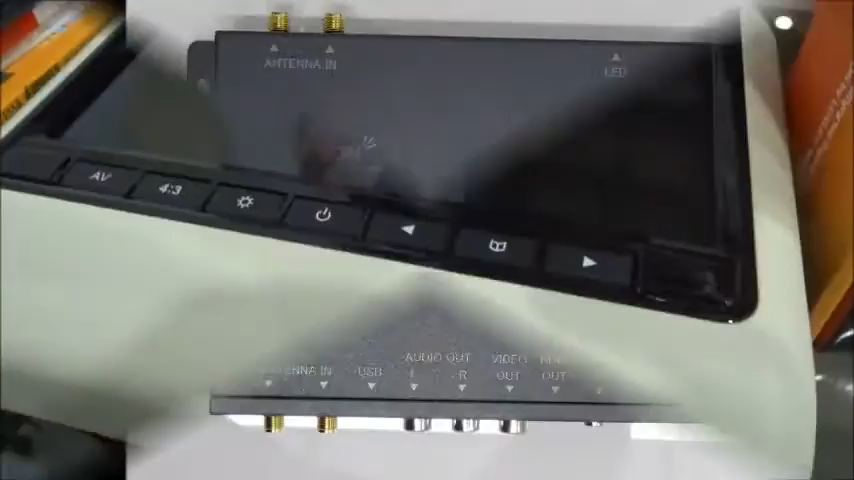 ANTENNA IN
LED
AV
4:3
ANTENNA IN
USB
AUDIO OUT
L
R
VIDEO
OUT
OUT